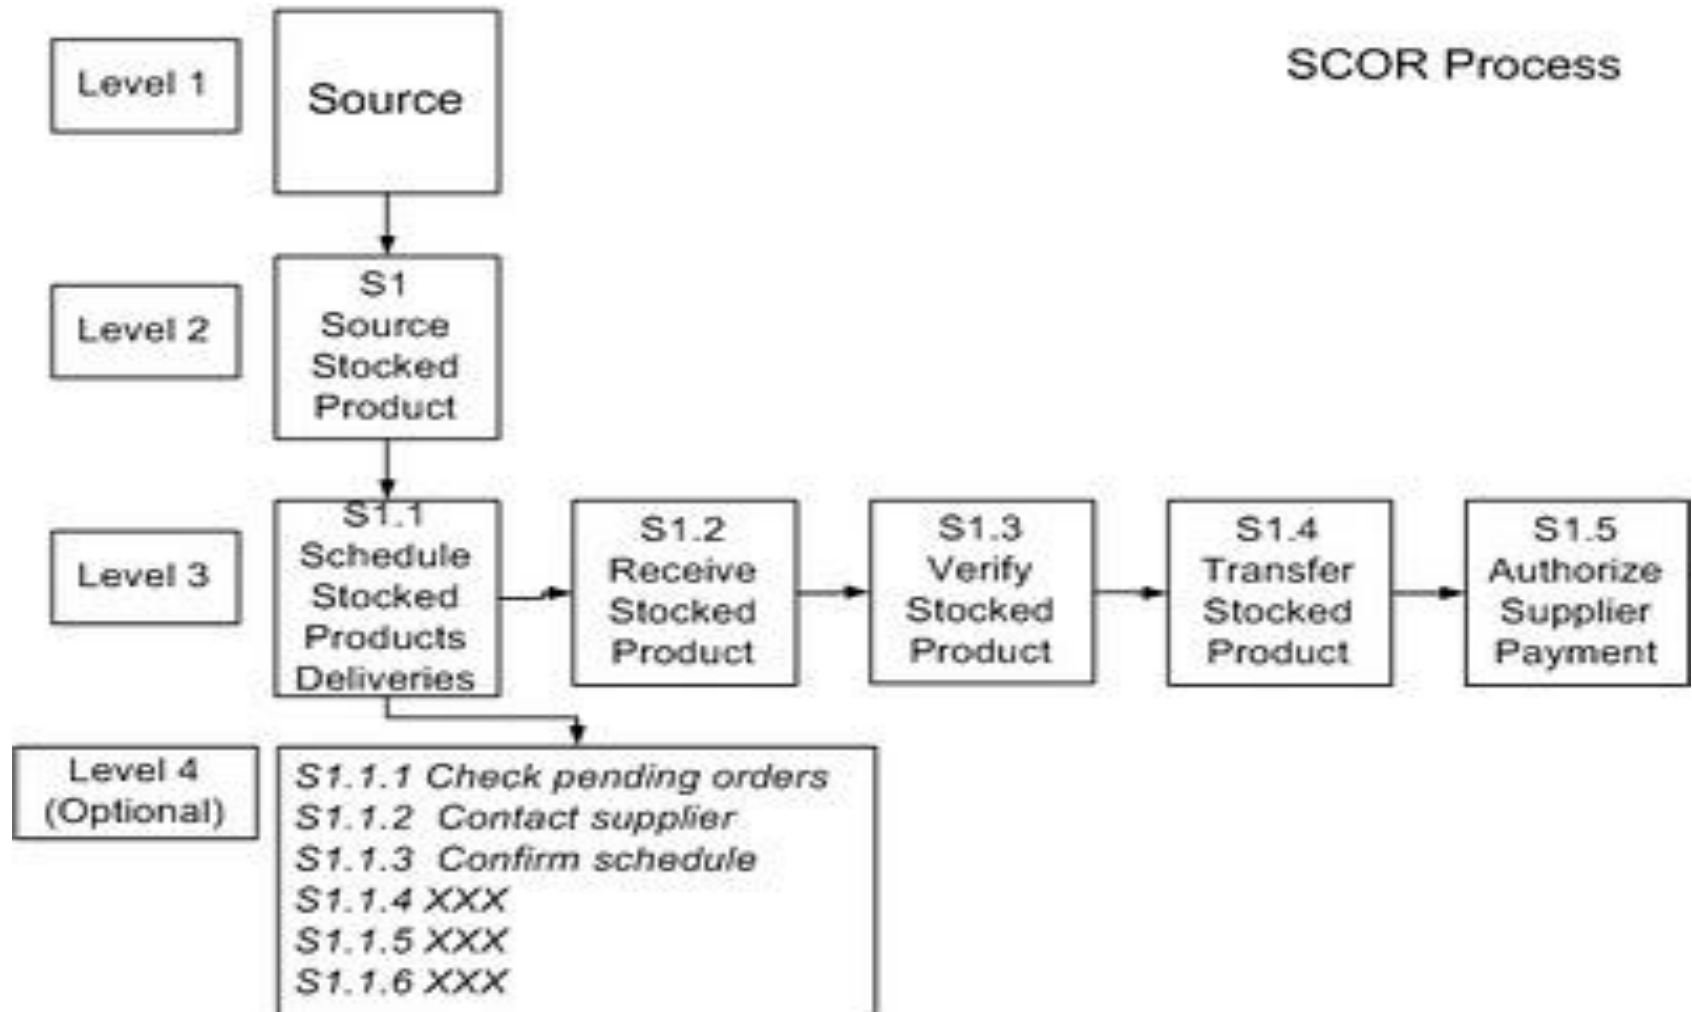 SCOR Process
Level 1
Source
Level 2
S1
Source
Stocked
Product
Level 3
S1.1
Schedule
Stocked
Products
Deliveries
S1.2
Receive
Stocked
Product
S1.3
Verify
Stocked
Product
S1.4
Transfer
Stocked
Product
S1.5
Authorize
Supplier
Payment
Level 4
(Optional)
S1.1.1 Check pending orders
S1.1.2 Contact supplier
S1.1.3 Confirm schedule
S1.1.4 XXX
S1.1.5 XXX
S1.1.6 XXX